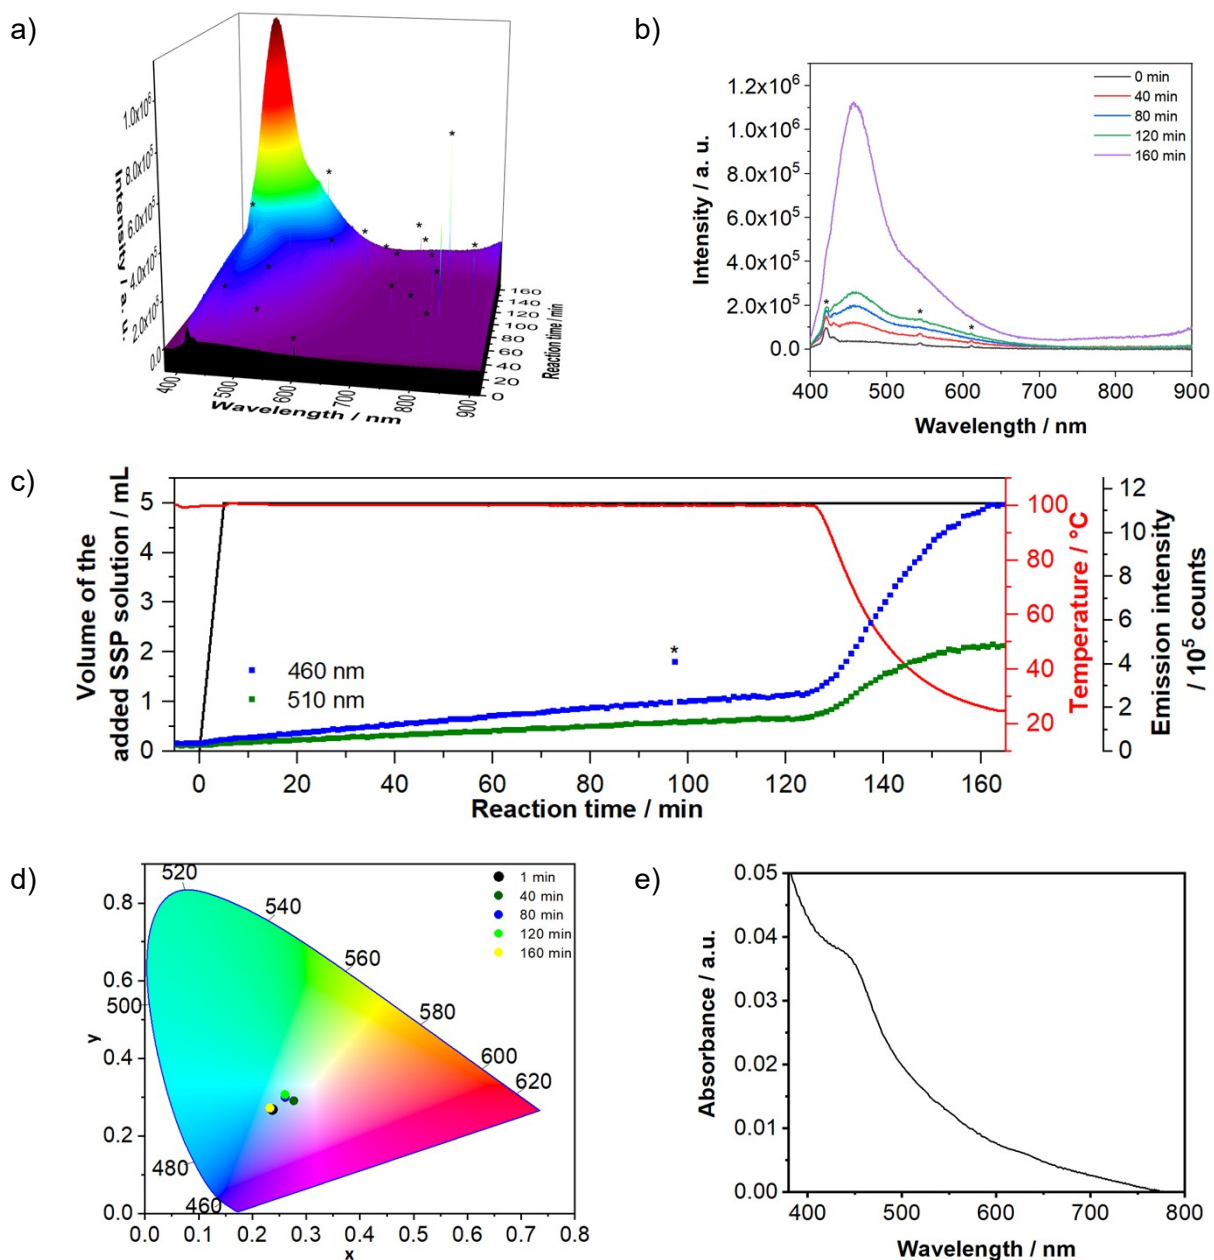 a)
1.0x10⁶
8.0x10⁵
6.0x10⁵
4.0x10⁵
2.0x10⁵
0.0
Intensity / a. u.
400
500
600
700
800
900
Wavelength / nm
160
140
120
100
80
60
40
20
0
Reaction time / min
b)
1.2x10⁶
1.0x10⁶
8.0x10⁵
6.0x10⁵
4.0x10⁵
2.0x10⁵
0.0
Intensity / a. u.
0 min
40 min
80 min
120 min
160 min
400 500 600 700 800 900
Wavelength / nm
c)
Volume of the
added SSP solution / mL
5
4
3
2
1
0
460 nm
510 nm
*
0 20 40 60 80 100 120 140 160
Reaction time / min
100
80
60
40
20
Temperature / °C
12
10
8
6
4
2
0
Emission intensity
/ 10⁵ counts
d)
0.8
0.6
0.4
0.2
0.0
y
520
540
560
580
600
620
500
480
460
1 min
40 min
80 min
120 min
160 min
0.0 0.1 0.2 0.3 0.4 0.5 0.6 0.7 0.8
x
e)
0.05
0.04
0.03
0.02
0.01
0.00
Absorbance / a.u.
400 500 600 700 800
Wavelength / nm